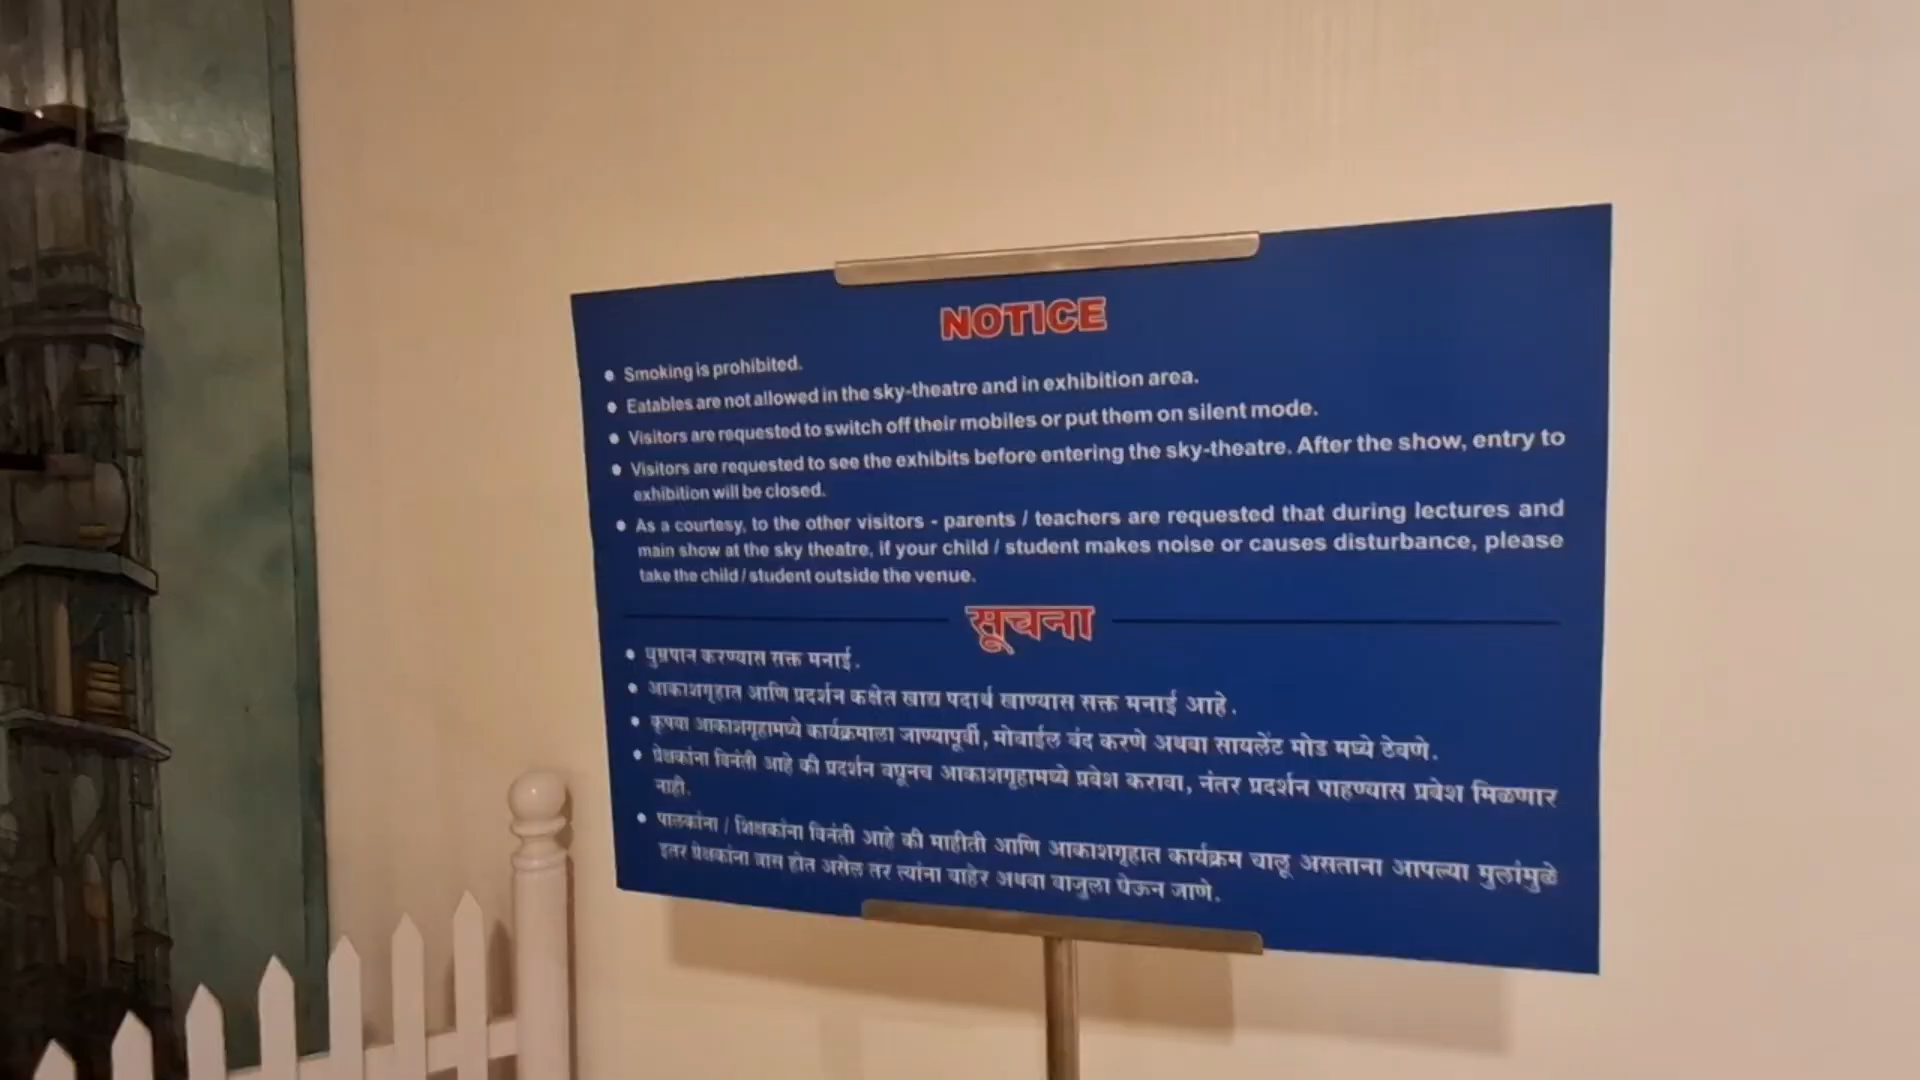 NOTICE
• Smoking is prohibited.
• Eatables are not allowed in the sky-theatre and in exhibition area.
• Visitors are requested to switch off their mobiles or put them on silent mode.
• Visitors are requested to see the exhibits before entering the sky-theatre. After the show, entry to
exhibition will be closed.
• As a courtesy, to the other visitors - parents / teachers are requested that during lectures and
main show at the sky theatre, if your child / student makes noise or causes disturbance, please
take the child / student outside the venue.
सूचना
• धुम्रपान करण्यास सक्त मनाई.
• आकाशगृहात आणि प्रदर्शन कक्षेत खाद्य पदार्थ खाण्यास सक्त मनाई आहे.
• कृपया आकाशगृहामध्ये कार्यक्रमाला जाण्यापूर्वी, मोबाईल बंद करणे अथवा सायलेंट मोड मध्ये ठेवणे.
• प्रेक्षकांना विनंती आहे की प्रदर्शन बघूनच आकाशगृहामध्ये प्रवेश करावा, नंतर प्रदर्शन पाहण्यास प्रवेश मिळणार
नाही.
• पालकांना / शिक्षकांना विनंती आहे की माहीती आणि आकाशगृहात कार्यक्रम चालू असताना आपल्या मुलांमुळे
इतर प्रेक्षकांना त्रास होत असेल तर त्यांना बाहेर अथवा बाजुला घेऊन जाणे.